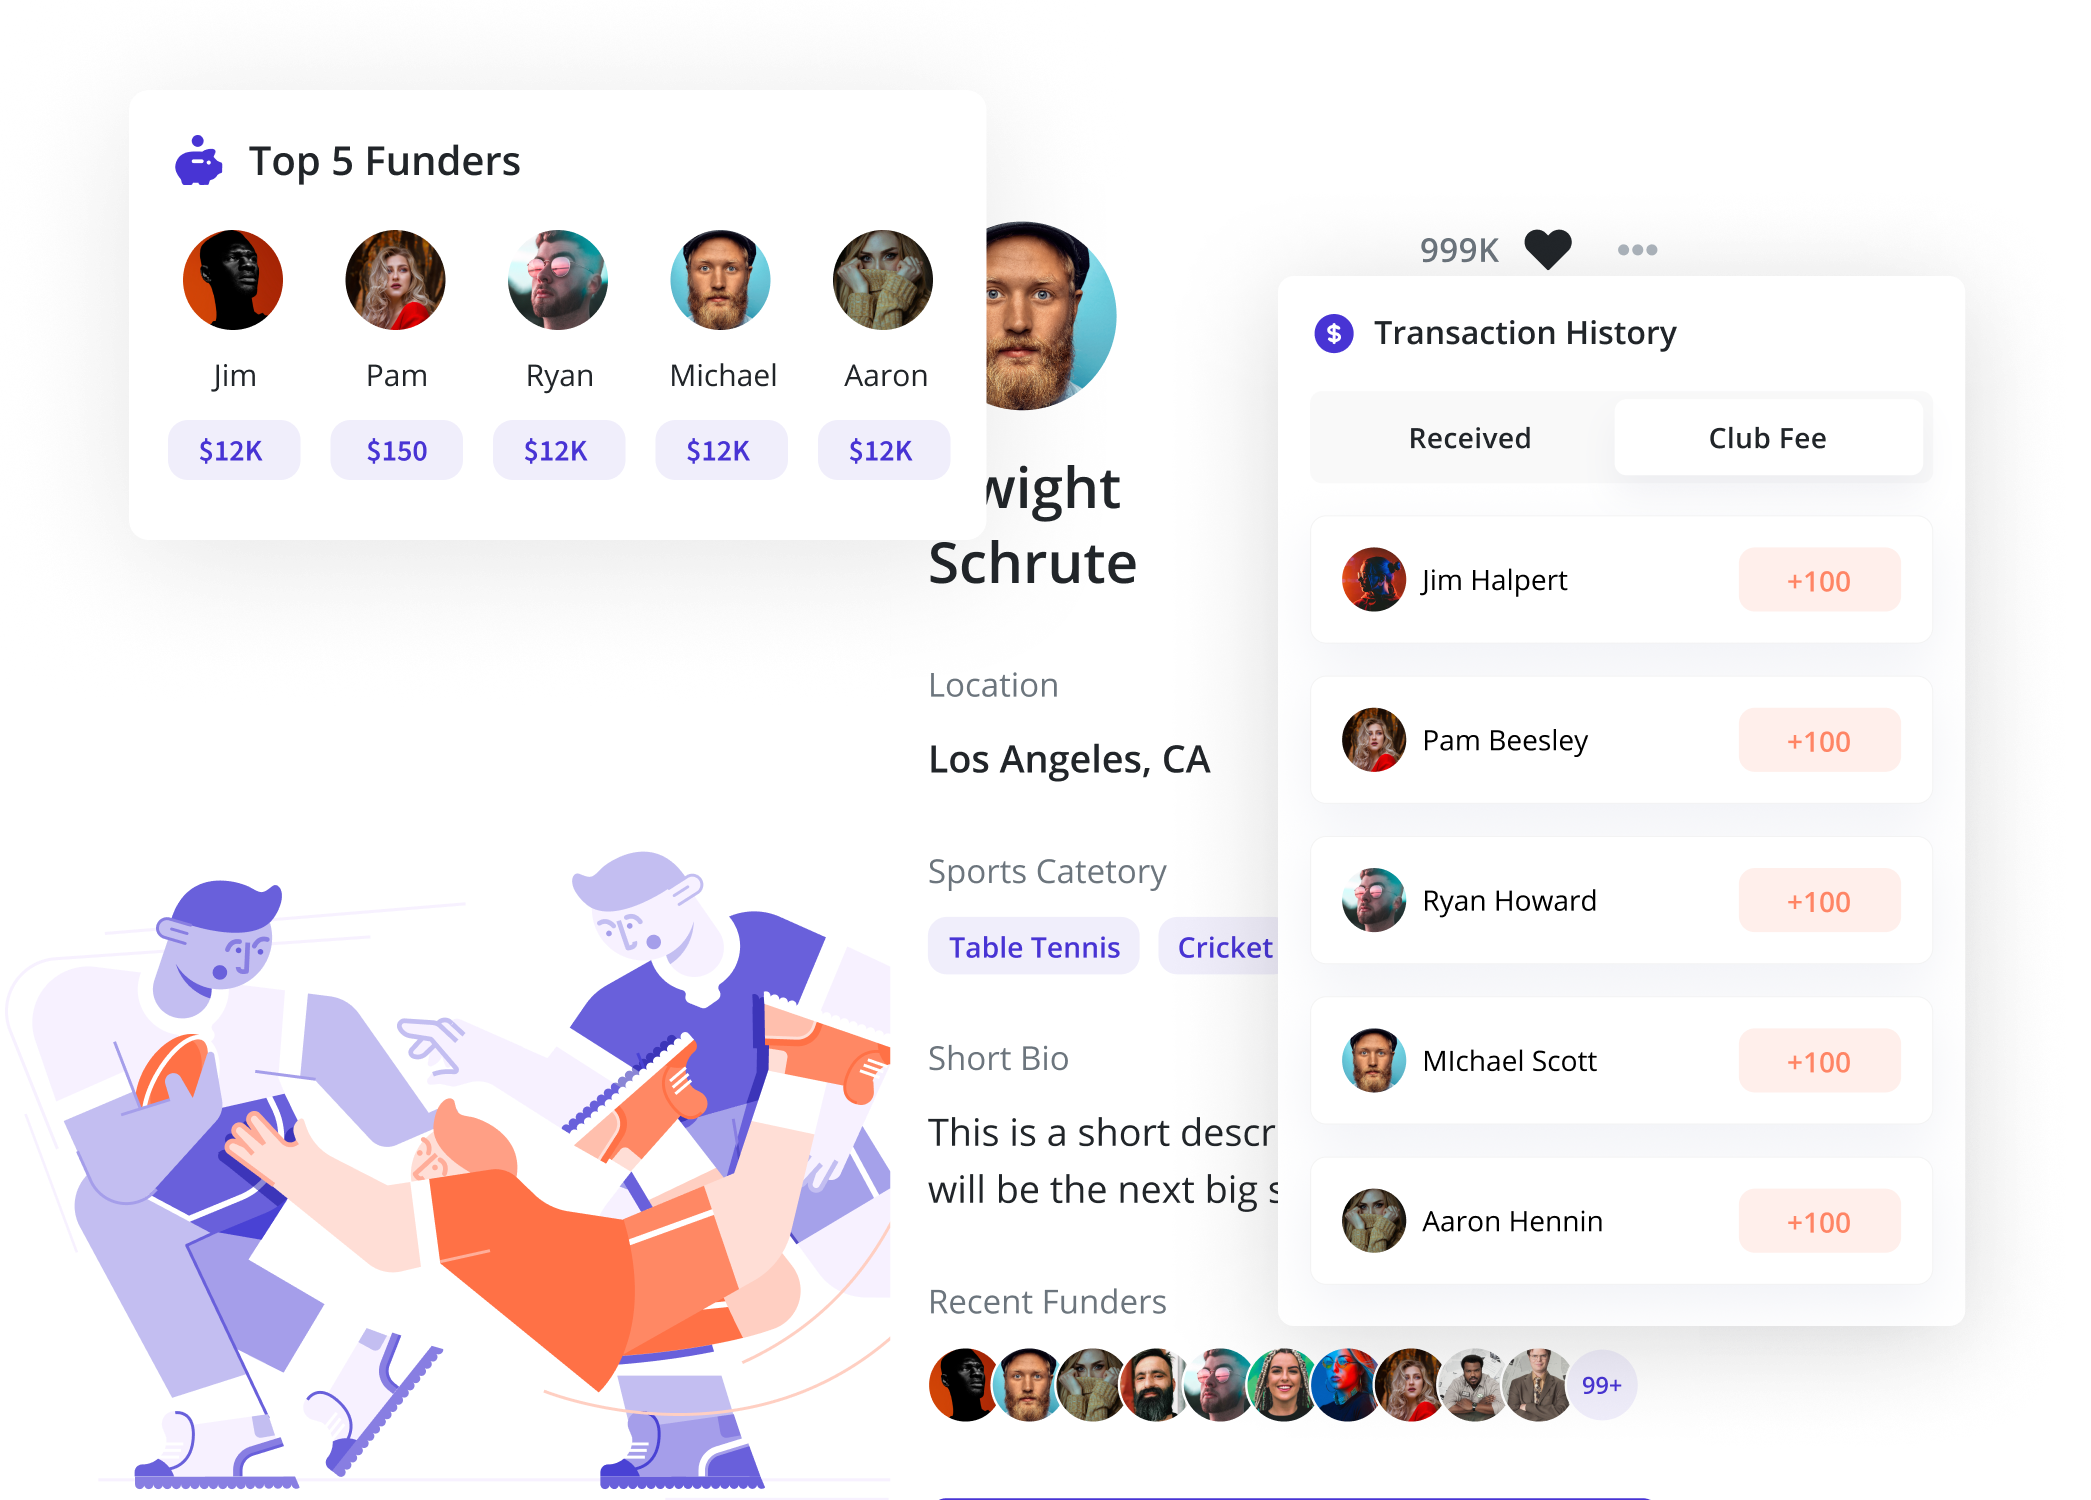 Top 5 Funders
Jim Pam Ryan Michael Aaron
$12K $150 $12K $12K $12K
999K
wight
Schrute
Location
Los Angeles, CA
Sports Catetory
Table Tennis Cricket
Short Bio
This is a short descr
will be the next big s
Recent Funders
99+
Transaction History
Received Club Fee
Jim Halpert +100
Pam Beesley +100
Ryan Howard +100
MIchael Scott +100
Aaron Hennin +100